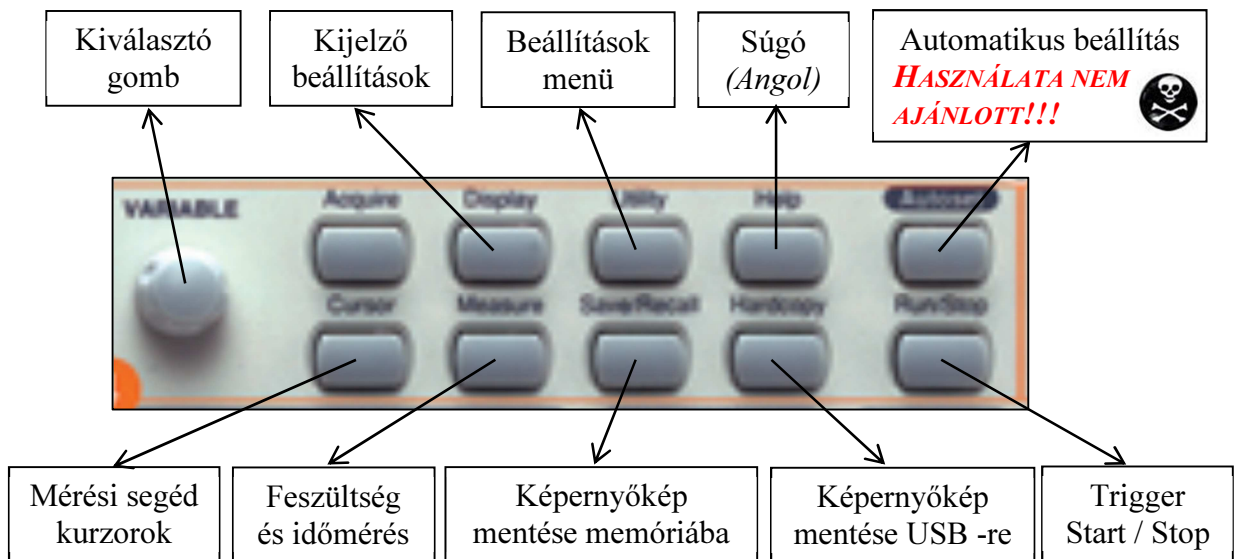 Kiválasztó
gomb
Kijelző
beállítások
Beállítások
menü
Súgó
(Angol)
Automatikus beállítás
HASZNÁLATA NEM
AJÁNLOTT!!!
VARIABLE
Acquire
Display
Utility
Help
Autoset
Cursor
Measure
Save/Recall
Hardcopy
Run/Stop
Mérési segéd
kurzorok
Feszültség
és időmérés
Képernyőkép
mentése memóriába
Képernyőkép
mentése USB -re
Trigger
Start / Stop